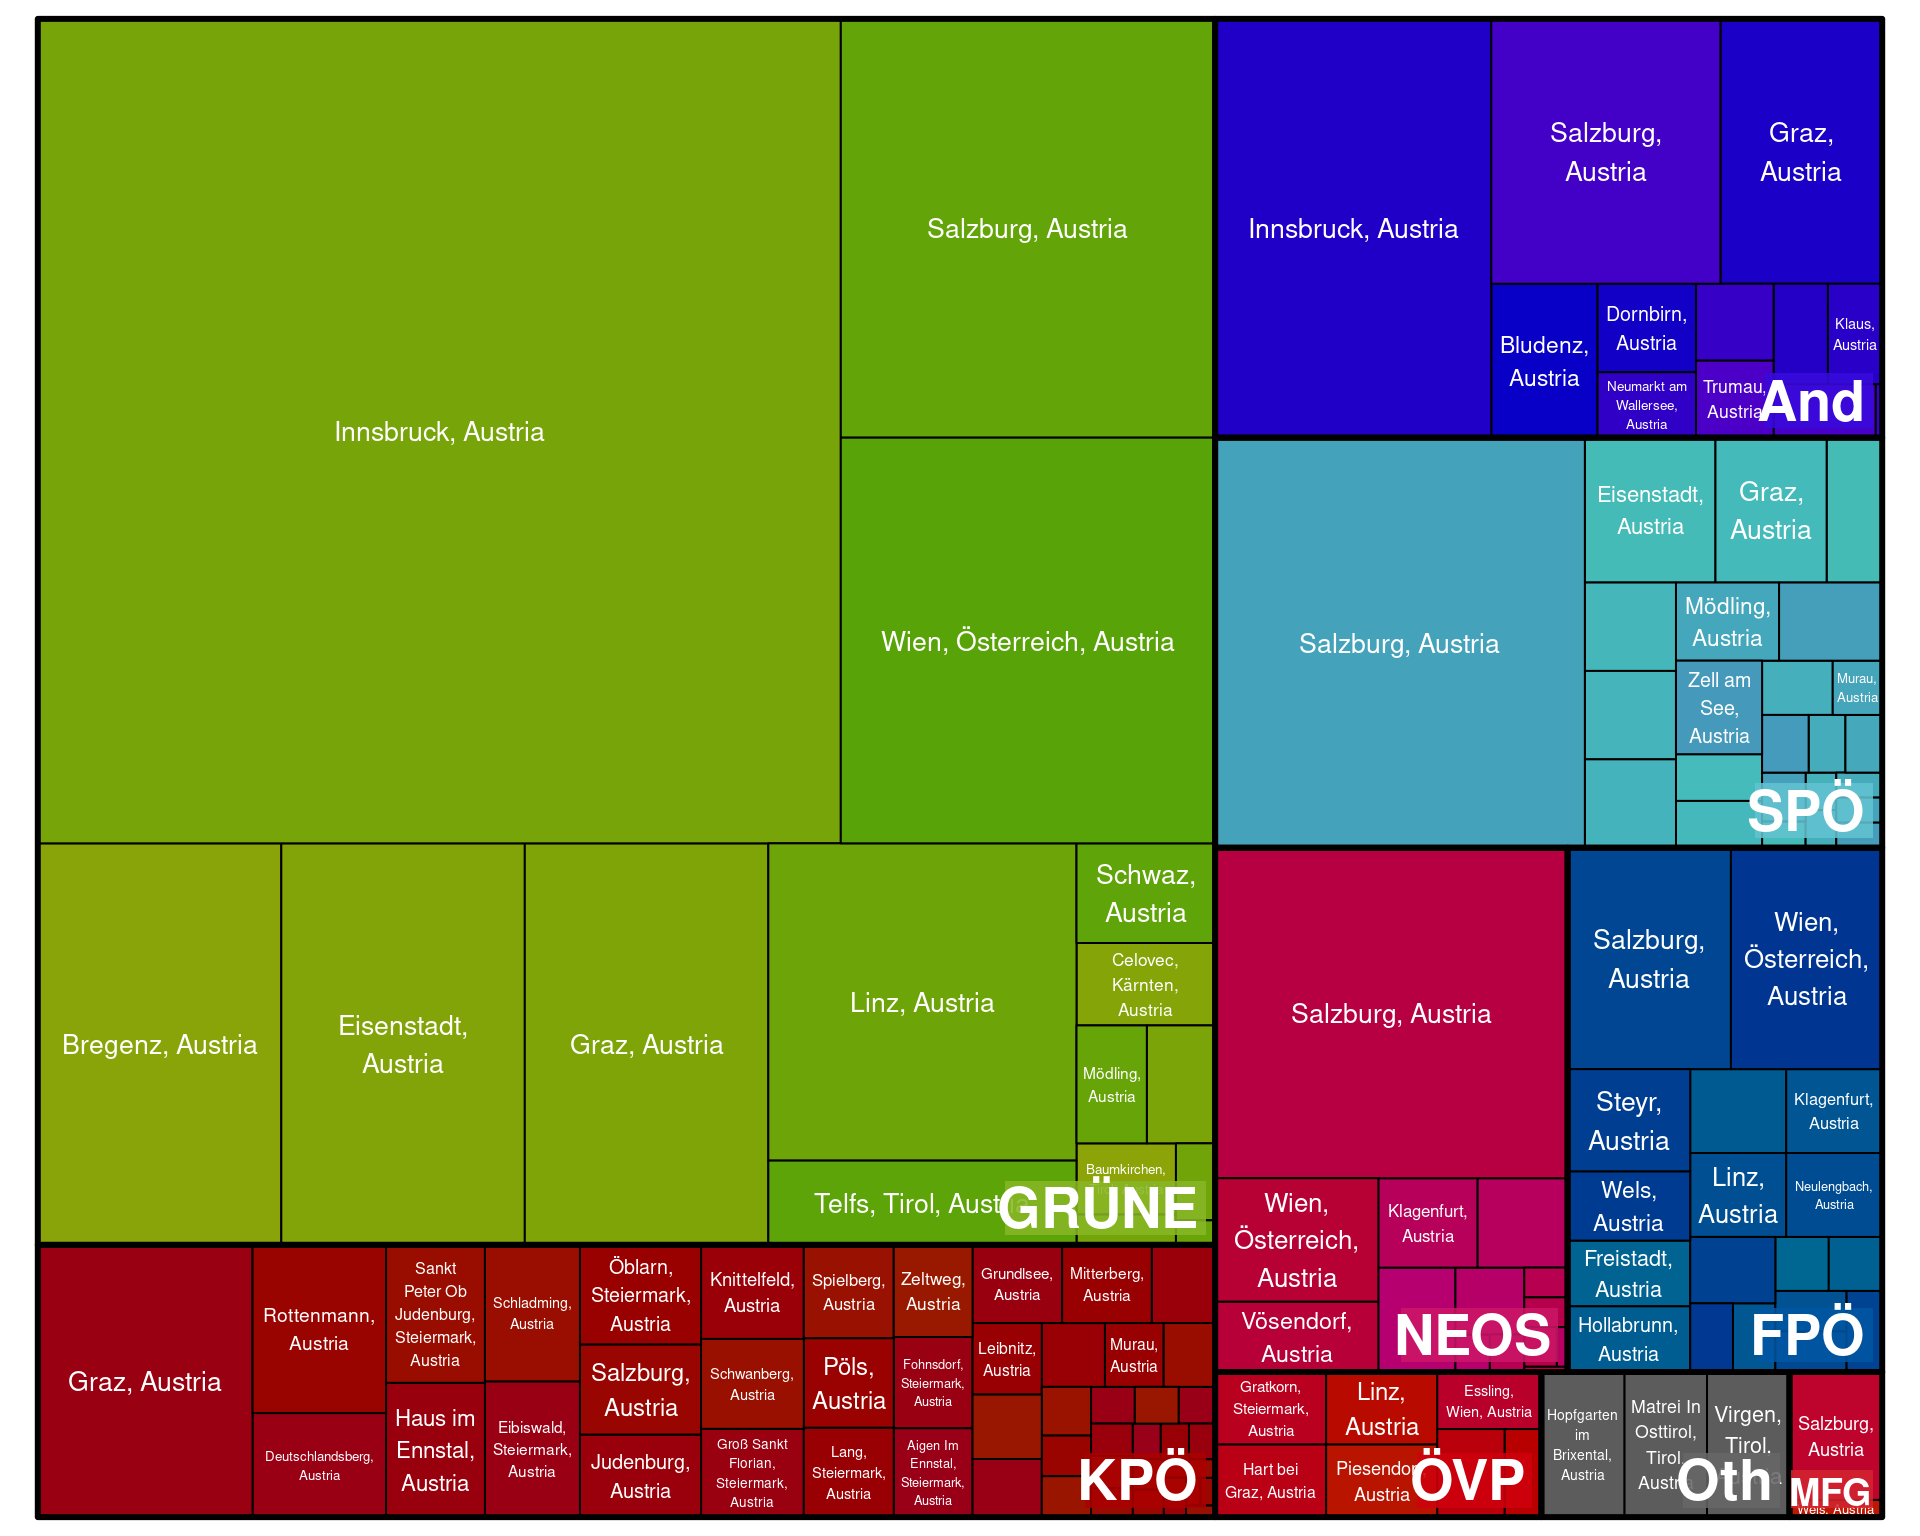 Innsbruck, Austria
Salzburg, Austria
Wien, Österreich, Austria
Bregenz, Austria
Eisenstadt,
Austria
Graz, Austria
Linz, Austria
Telfs, Tirol, Aust
Schwaz,
Austria
Celovec,
Kärnten,
Austria
Mödling,
Austria
Baumkirchen,
GRÜNE
Innsbruck, Austria
Salzburg,
Austria
Graz,
Austria
Bludenz,
Austria
Dornbirn,
Austria
Neumarkt am
Wallersee,
Austria
Trumau,
Austria
Klaus,
Austria
And
Salzburg, Austria
Eisenstadt,
Austria
Graz,
Austria
Mödling,
Austria
Zell am
See,
Austria
Murau,
Austria
SPÖ
Salzburg, Austria
Wien,
Österreich,
Austria
Vösendorf,
Austria
Klagenfurt,
Austria
NEOS
Salzburg,
Austria
Wien,
Österreich,
Austria
Steyr,
Austria
Wels,
Austria
Freistadt,
Austria
Hollabrunn,
Austria
Klagenfurt,
Austria
Linz,
Austria
Neulengbach,
Austria
FPÖ
Graz, Austria
Rottenmann,
Austria
Deutschlandsberg,
Austria
Sankt
Peter Ob
Judenburg,
Steiermark,
Austria
Haus im
Ennstal,
Austria
Schladming,
Austria
Eibiswald,
Steiermark,
Austria
Öblarn,
Steiermark,
Austria
Salzburg,
Austria
Judenburg,
Austria
Knittelfeld,
Austria
Schwanberg,
Austria
Groß Sankt
Florian,
Steiermark,
Austria
Spielberg,
Austria
Pöls,
Austria
Lang,
Steiermark,
Austria
Zeltweg,
Austria
Fohnsdorf,
Steiermark,
Austria
Aigen Im
Ennstal,
Steiermark,
Austria
Grundlsee,
Austria
Mitterberg,
Austria
Leibnitz,
Austria
Murau,
Austria
KPÖ
Gratkorn,
Steiermark,
Austria
Hart bei
Graz, Austria
Linz,
Austria
Piesendor
Austria
Essling,
Wien, Austria
ÖVP
Hopfgarten
im
Brixental,
Austria
Matrei In
Osttirol,
Tirol,
Austr
Virgen,
Tirol,
Oth
Salzburg,
Austria
MFG
Wels, Austria